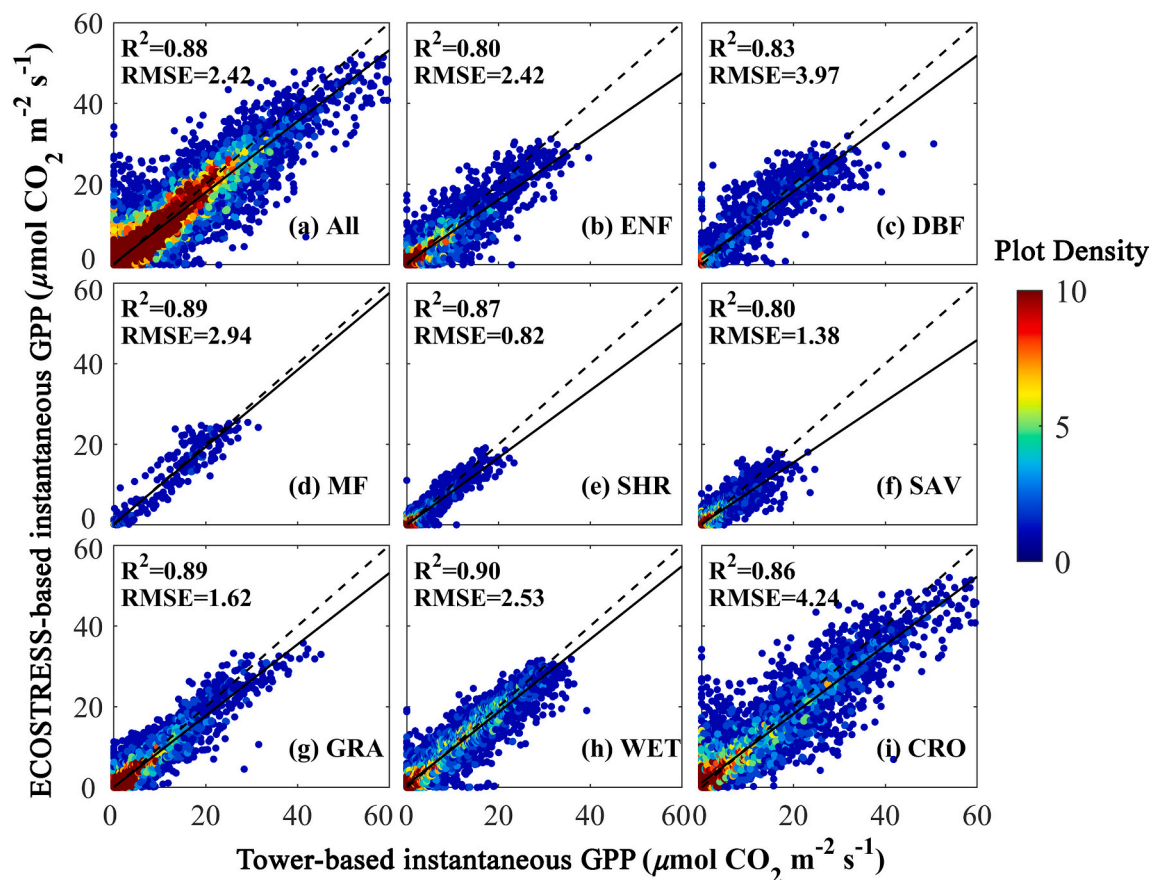 ECOSTRESS-based instantaneous GPP (μmol CO2 m-2 s-1)
60
40
20
0
R2=0.88
RMSE=2.42
(a) All
R2=0.80
RMSE=2.42
(b) ENF
R2=0.83
RMSE=3.97
(c) DBF
60
40
20
0
R2=0.89
RMSE=2.94
(d) MF
R2=0.87
RMSE=0.82
(e) SHR
R2=0.80
RMSE=1.38
(f) SAV
60
40
20
0
R2=0.89
RMSE=1.62
(g) GRA
R2=0.90
RMSE=2.53
(h) WET
R2=0.86
RMSE=4.24
(i) CRO
0 20 40 60 20 40 60 20 40 60
Tower-based instantaneous GPP (μmol CO2 m-2 s-1)
Plot Density
10
5
0